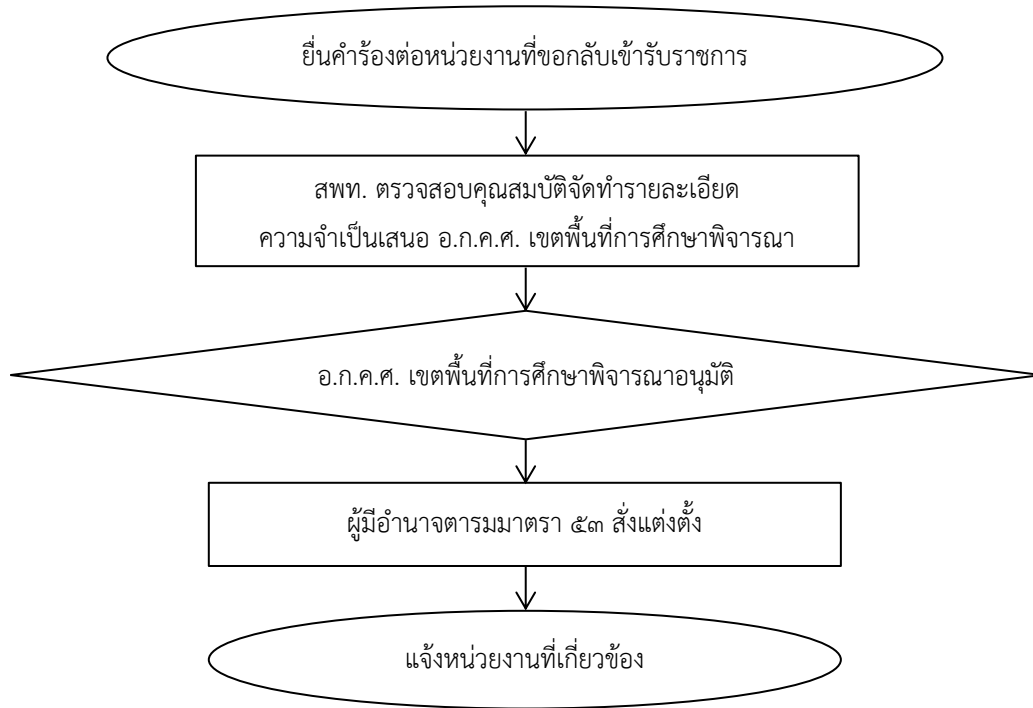 ยื่นคำร้องต่อหน่วยงานที่ขอกลับเข้ารับราชการ
สพท. ตรวจสอบคุณสมบัติจัดทำรายละเอียด
ความจำเป็นเสนอ อ.ก.ค.ศ. เขตพื้นที่การศึกษาพิจารณา
อ.ก.ค.ศ. เขตพื้นที่การศึกษาพิจารณาอนุมัติ
ผู้มีอำนาจตารมมาตรา ๕๓ สั่งแต่งตั้ง
แจ้งหน่วยงานที่เกี่ยวข้อง